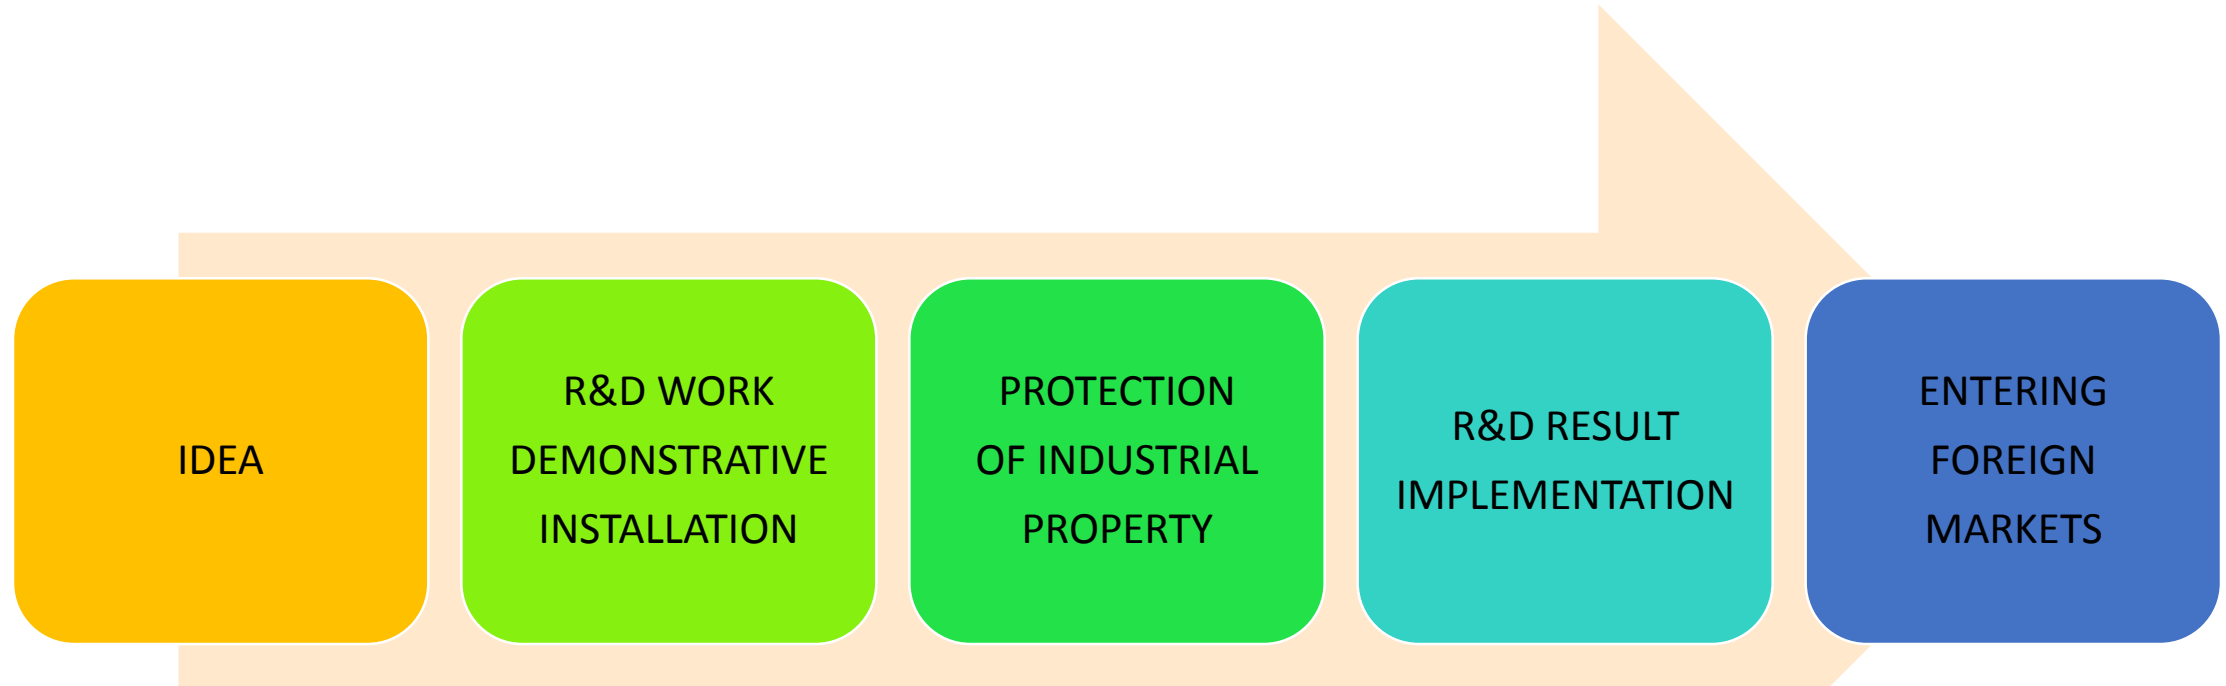 IDEA
R&D WORK
DEMONSTRATIVE
INSTALLATION
PROTECTION
OF INDUSTRIAL
PROPERTY
R&D RESULT
IMPLEMENTATION
ENTERING
FOREIGN
MARKETS